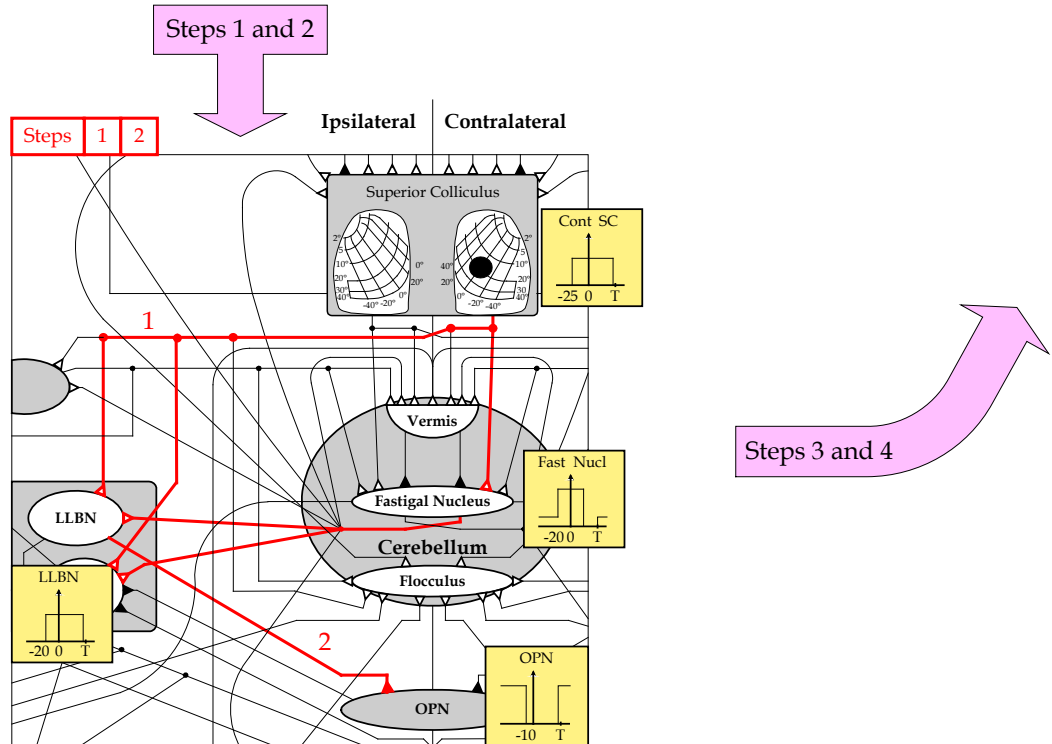 Steps 1 and 2
Ipsilateral Contralateral
Steps 1 2
Superior Colliculus
2°
5
10°
20°
30
40°
-40°
-20°
0°
0°
20°
40°
20°
0°
-20°
-40°
2°
5
10°
20°
30
40°
Cont SC
-25 0 T
1
Vermis
Steps 3 and 4
Fast Nucl
-20 0 T
Fastigal Nucleus
LLBN
Cerebellum
Flocculus
LLBN
-20 0 T
2
OPN
-10 T
OPN